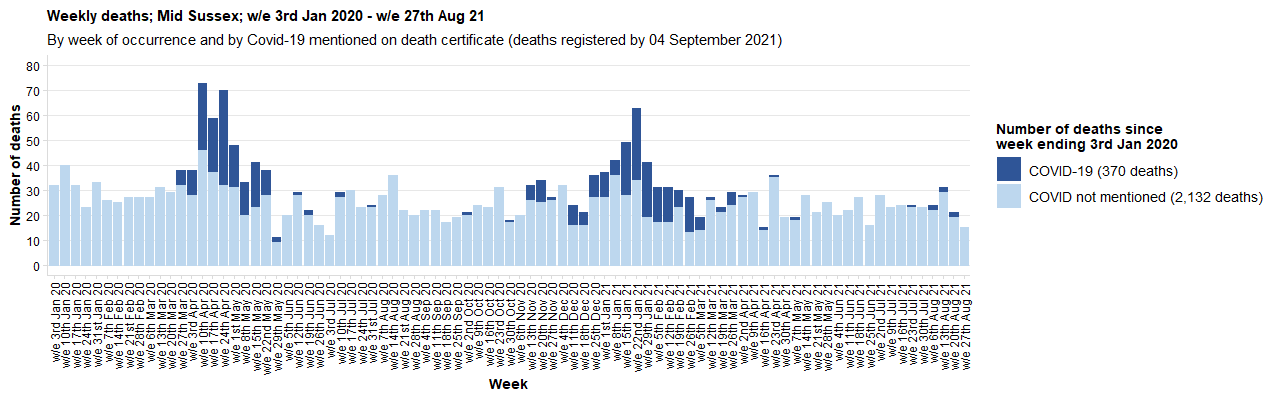 Weekly deaths; Mid Sussex; w/e 3rd Jan 2020 - w/e 27th Aug 21
By week of occurrence and by Covid-19 mentioned on death certificate (deaths registered by 04 September 2021)
Number of deaths
80
70
60
50
40
30
20
10
0
w/e 3rd Jan 20
w/e 10th Jan 20
w/e 17th Jan 20
w/e 24th Jan 20
w/e 31st Jan 20
w/e 7th Feb 20
w/e 14th Feb 20
w/e 21st Feb 20
w/e 28th Feb 20
w/e 6th Mar 20
w/e 13th Mar 20
w/e 20th Mar 20
w/e 27th Mar 20
w/e 3rd Apr 20
w/e 10th Apr 20
w/e 17th Apr 20
w/e 24th Apr 20
w/e 1st May 20
w/e 8th May 20
w/e 15th May 20
w/e 22nd May 20
w/e 29th May 20
w/e 5th Jun 20
w/e 12th Jun 20
w/e 19th Jun 20
w/e 26th Jun 20
w/e 3rd Jul 20
w/e 10th Jul 20
w/e 17th Jul 20
w/e 24th Jul 20
w/e 31st Jul 20
w/e 7th Aug 20
w/e 14th Aug 20
w/e 21st Aug 20
w/e 28th Aug 20
w/e 4th Sep 20
w/e 11th Sep 20
w/e 18th Sep 20
w/e 25th Sep 20
w/e 2nd Oct 20
w/e 9th Oct 20
w/e 16th Oct 20
w/e 23rd Oct 20
w/e 30th Oct 20
w/e 6th Nov 20
w/e 13th Nov 20
w/e 20th Nov 20
w/e 27th Nov 20
w/e 4th Dec 20
w/e 11th Dec 20
w/e 18th Dec 20
w/e 25th Dec 20
w/e 1st Jan 21
w/e 8th Jan 21
w/e 15th Jan 21
w/e 22nd Jan 21
w/e 29th Jan 21
w/e 5th Feb 21
w/e 12th Feb 21
w/e 19th Feb 21
w/e 26th Feb 21
w/e 5th Mar 21
w/e 12th Mar 21
w/e 19th Mar 21
w/e 26th Mar 21
w/e 2nd Apr 21
w/e 9th Apr 21
w/e 16th Apr 21
w/e 23rd Apr 21
w/e 30th Apr 21
w/e 7th May 21
w/e 14th May 21
w/e 21st May 21
w/e 28th May 21
w/e 4th Jun 21
w/e 11th Jun 21
w/e 18th Jun 21
w/e 25th Jun 21
w/e 2nd Jul 21
w/e 9th Jul 21
w/e 16th Jul 21
w/e 23rd Jul 21
w/e 30th Jul 21
w/e 6th Aug 21
w/e 13th Aug 21
w/e 20th Aug 21
w/e 27th Aug 21
Week
Number of deaths since
week ending 3rd Jan 2020
COVID-19 (370 deaths)
COVID not mentioned (2,132 deaths)